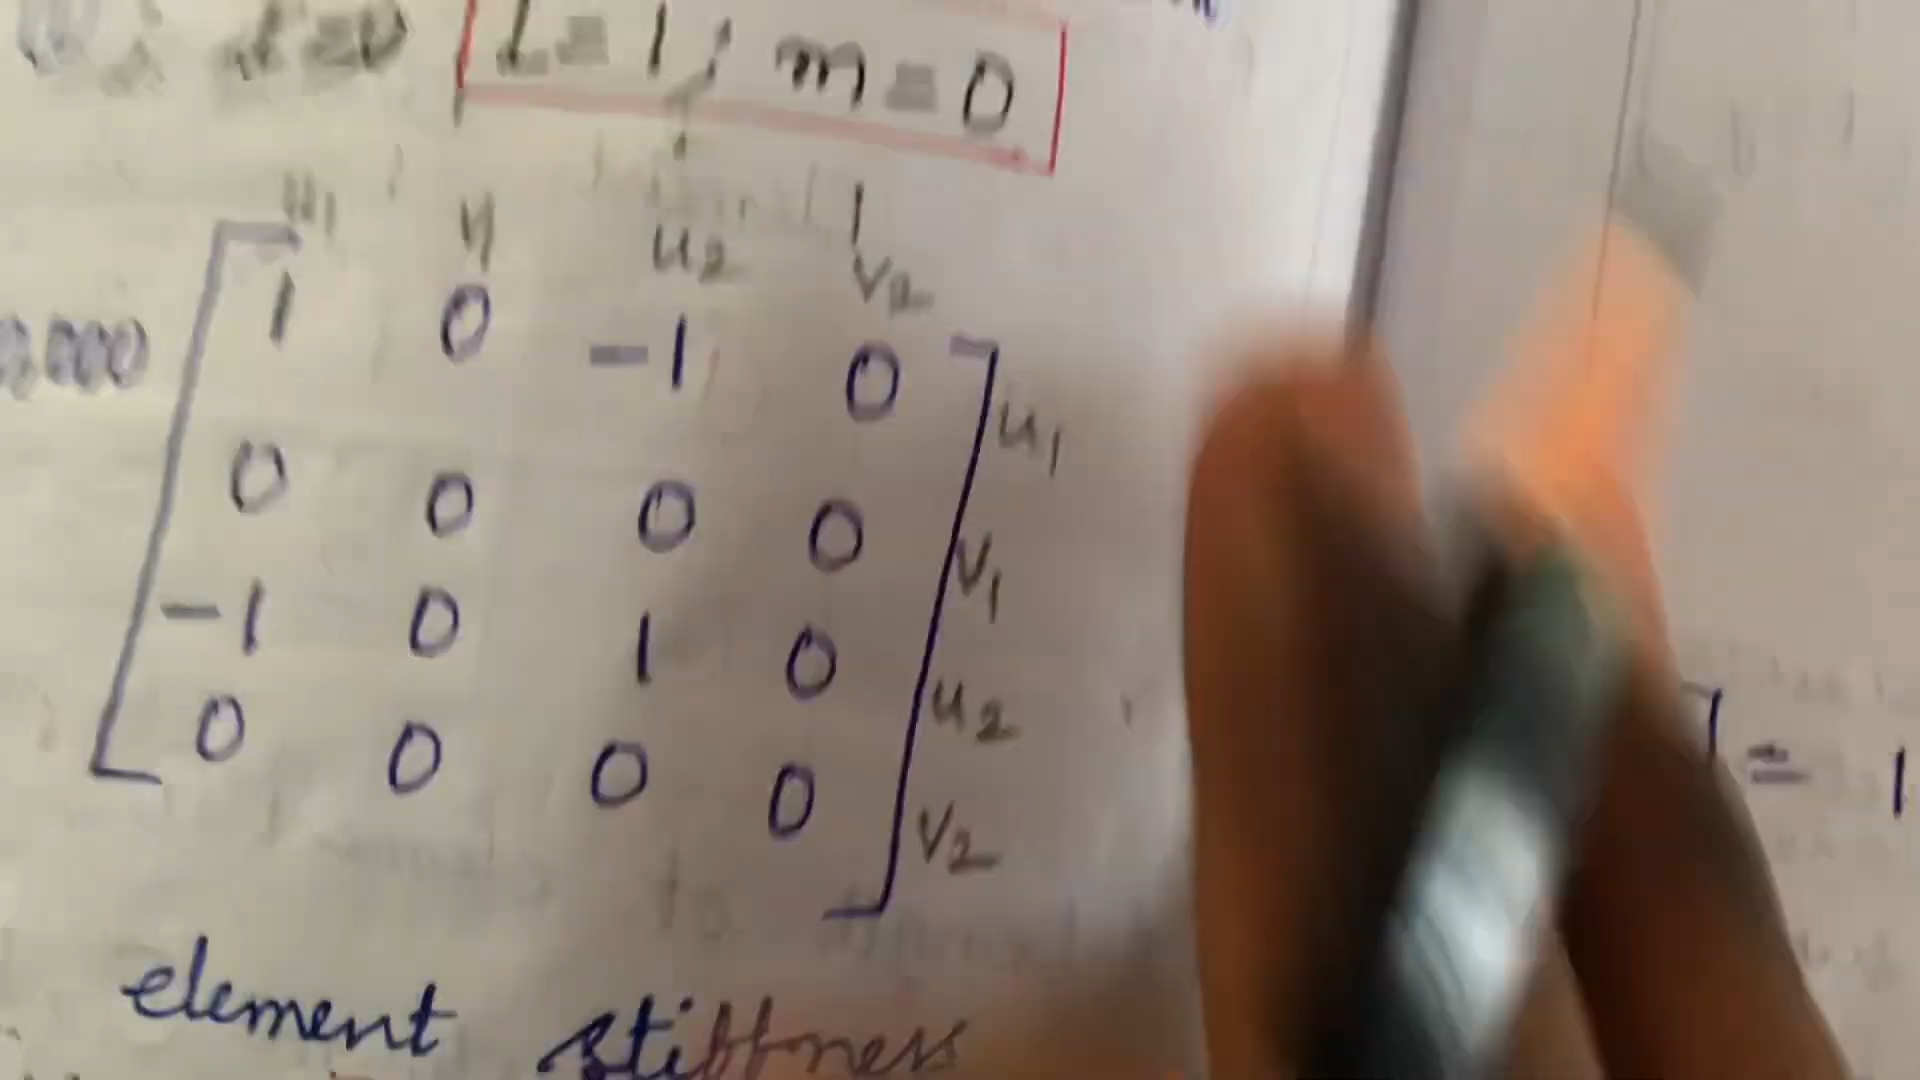 L = 1 ; m = 0
u1 v1 u2 v2
1 0 -1 0 u1
0 0 0 0 v1
-1 0 1 0 u2
0 0 0 0 v2
= 1
element stiffness